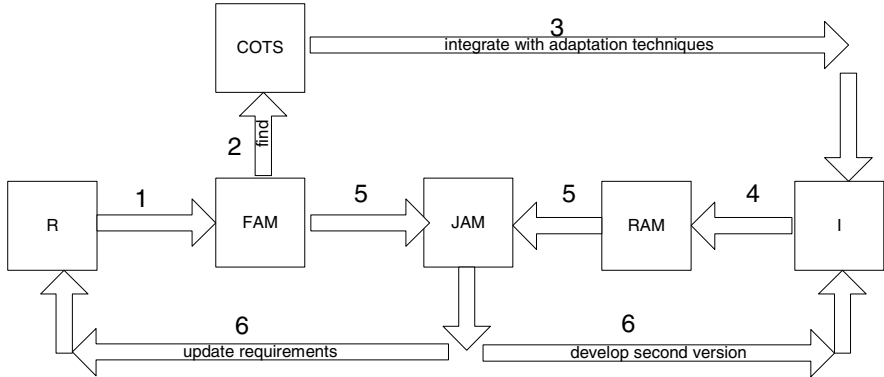 3
COTS
integrate with adaptation techniques
2
find
1
5
5
4
R
FAM
JAM
RAM
I
6
6
update requirements
develop second version